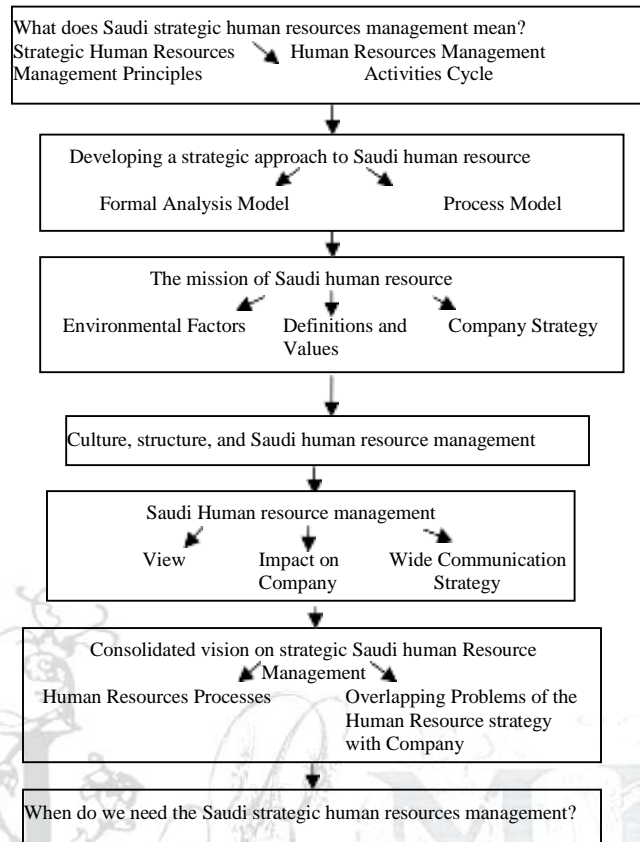 What does Saudi strategic human resources management mean?
Strategic Human Resources Human Resources Management
Management Principles Activities Cycle
Developing a strategic approach to Saudi human resource
Formal Analysis Model Process Model
The mission of Saudi human resource
Environmental Factors Definitions and Company Strategy
Values
Culture, structure, and Saudi human resource management
Saudi Human resource management
View Impact on Wide Communication
Company Strategy
Consolidated vision on strategic Saudi human Resource
Management
Human Resources Processes Overlapping Problems of the
Human Resource strategy
with Company
When do we need the Saudi strategic human resources management?